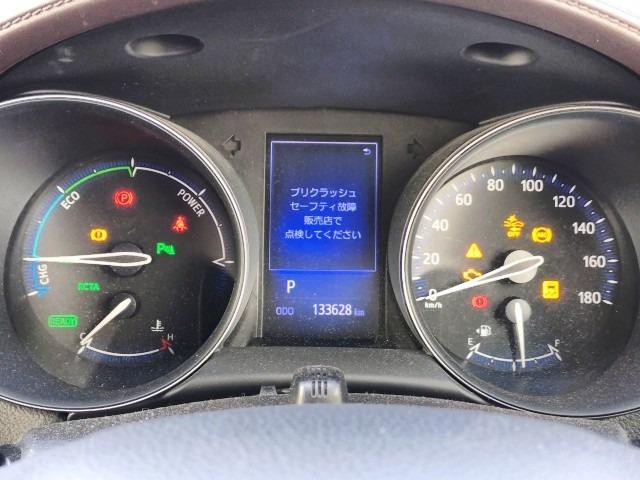 ECO
POWER
CHG
RCTA
READY
C
H
プリクラッシュ
セーフティ故障
販売店で
点検してください
P
ODO 133628 km
0
20
40
60
80
100
120
140
160
180
km/h
OFF
E
F